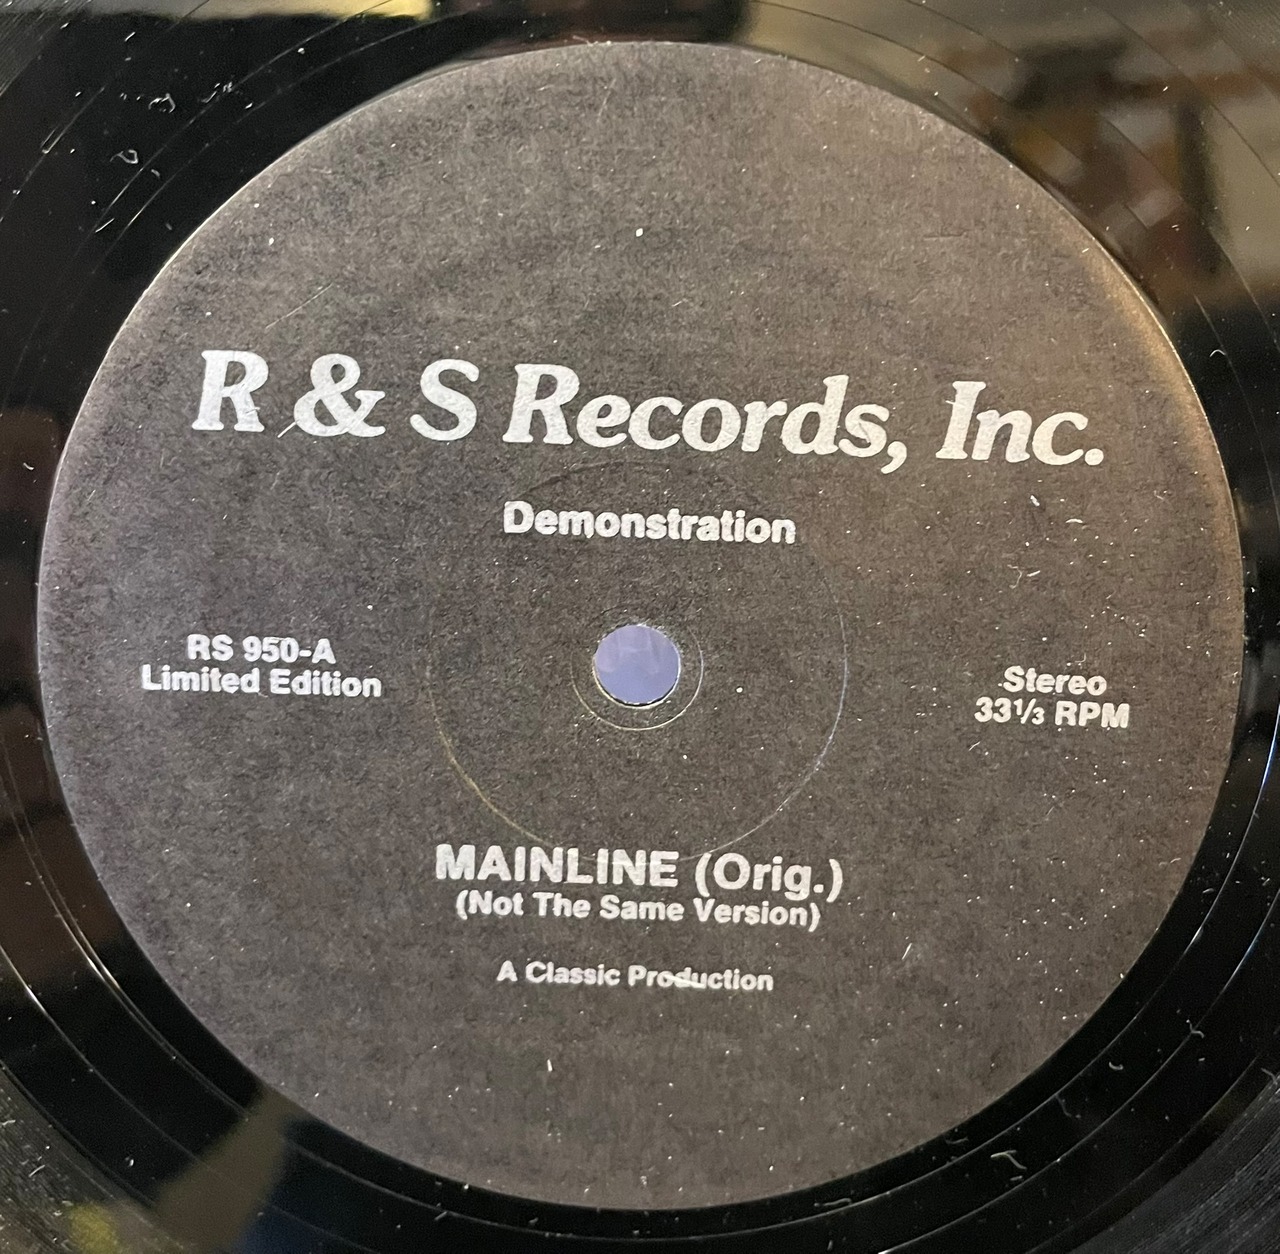 R & S Records, Inc.
Demonstration
RS 950-A
Limited Edition
Stereo
33⅓ RPM
MAINLINE (Orig.)
(Not The Same Version)
A Classic Production